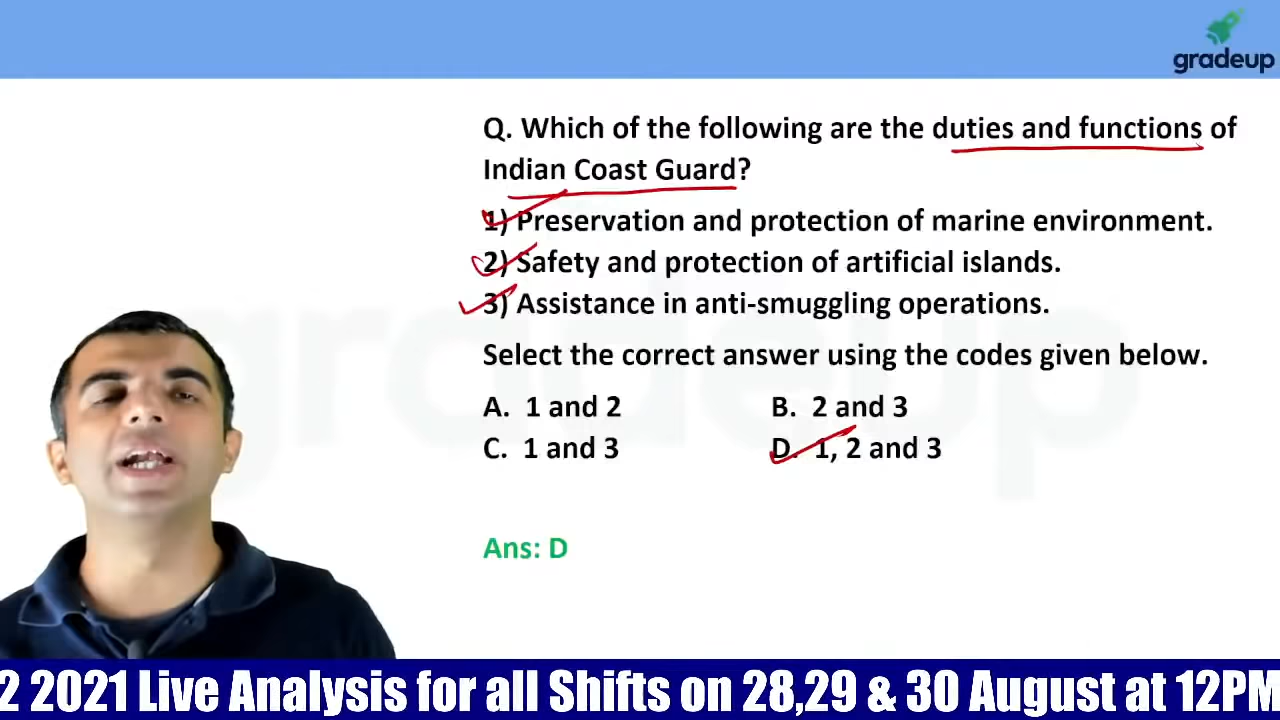 gradeup
Q. Which of the following are the duties and functions of
Indian Coast Guard?
1) Preservation and protection of marine environment.
2) Safety and protection of artificial islands.
3) Assistance in anti-smuggling operations.
Select the correct answer using the codes given below.
A. 1 and 2 B. 2 and 3
C. 1 and 3 D. 1, 2 and 3
Ans: D
2 2021 Live Analysis for all Shifts on 28,29 & 30 August at 12PM
gradeup